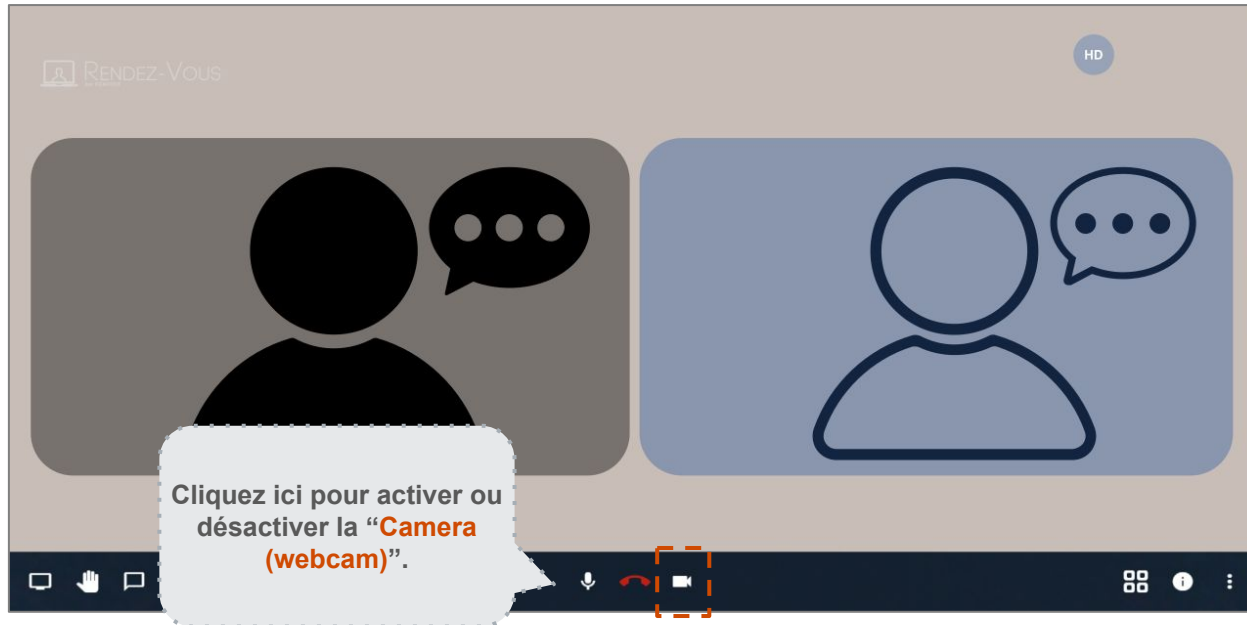 RENDEZ-VOUS
HD
Cliquez ici pour activer ou
désactiver la “Camera
(webcam)”.